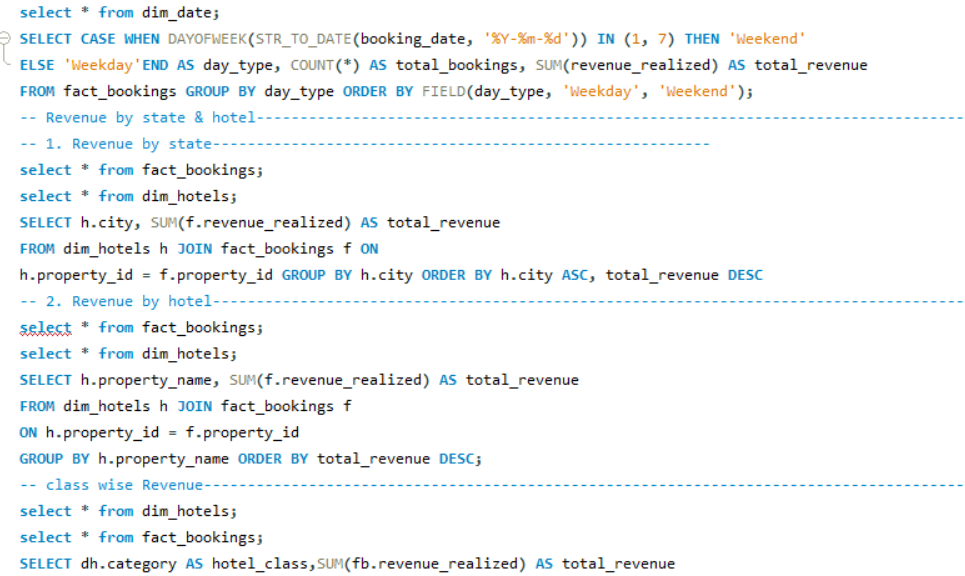 select * from dim_date;
SELECT CASE WHEN DAYOFWEEK(STR_TO_DATE(booking_date, '%Y-%m-%d')) IN (1, 7) THEN 'Weekend'
ELSE 'Weekday'END AS day_type, COUNT(*) AS total_bookings, SUM(revenue_realized) AS total_revenue
FROM fact_bookings GROUP BY day_type ORDER BY FIELD(day_type, 'Weekday', 'Weekend');
-- Revenue by state & hotel----------------------------------------------------------------------------------
-- 1. Revenue by state---------------------------------------------------------
select * from fact_bookings;
select * from dim_hotels;
SELECT h.city, SUM(f.revenue_realized) AS total_revenue
FROM dim_hotels h JOIN fact_bookings f ON
h.property_id = f.property_id GROUP BY h.city ORDER BY h.city ASC, total_revenue DESC
-- 2. Revenue by hotel---------------------------------------------------------------------------------------
select * from fact_bookings;
select * from dim_hotels;
SELECT h.property_name, SUM(f.revenue_realized) AS total_revenue
FROM dim_hotels h JOIN fact_bookings f
ON h.property_id = f.property_id
GROUP BY h.property_name ORDER BY total_revenue DESC;
-- class wise Revenue----------------------------------------------------------------------------------------
select * from dim_hotels;
select * from fact_bookings;
SELECT dh.category AS hotel_class,SUM(fb.revenue_realized) AS total_revenue